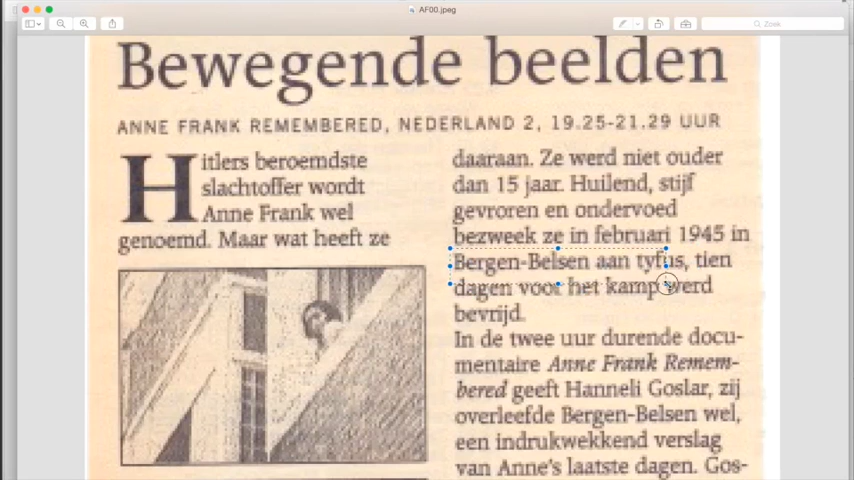 AF00.jpeg
Zoek
Bewegende beelden
ANNE FRANK REMEMBERED, NEDERLAND 2, 19.25-21.29 UUR
Hitlers beroemdste
slachtoffer wordt
Anne Frank wel
genoemd. Maar wat heeft ze
daaraan. Ze werd niet ouder
dan 15 jaar. Huilend, stijf
gevroren en ondervoed
bezweek ze in februari 1945 in
Bergen-Belsen aan tyfus, tien
dagen voor het kamp werd
bevrijd.
In de twee uur durende docu-
mentaire Anne Frank Remem-
bered geeft Hanneli Goslar, zij
overleefde Bergen-Belsen wel,
een indrukwekkend verslag
van Anne's laatste dagen. Gos-